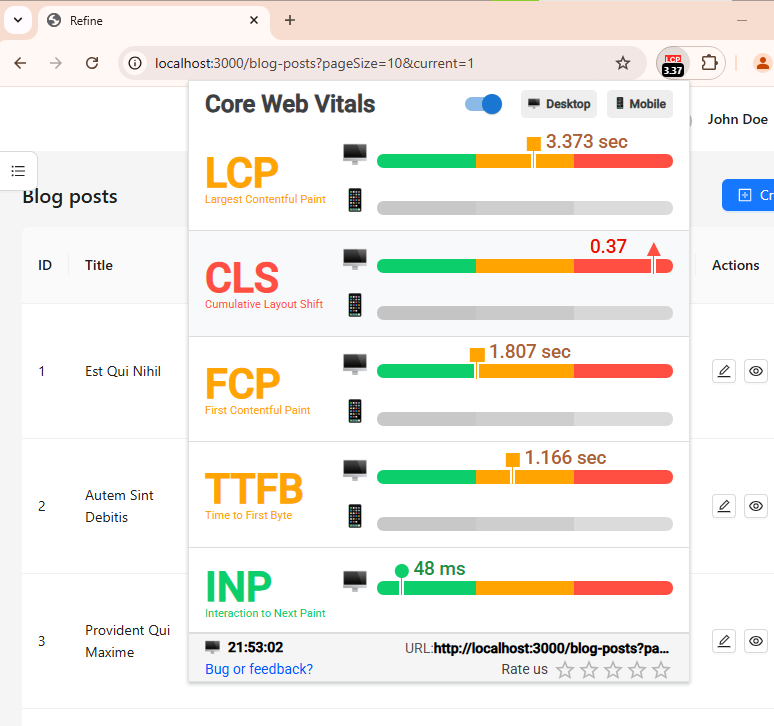 Refine
localhost:3000/blog-posts?pageSize=10&current=1
LCP
3.37
Core Web Vitals
Desktop
Mobile
John Doe
LCP
Largest Contentful Paint
3.373 sec
Blog posts
Cr
CLS
Cumulative Layout Shift
0.37
ID
Title
Actions
FCP
First Contentful Paint
1.807 sec
1
Est Qui Nihil
TTFB
Time to First Byte
1.166 sec
2
Autem Sint
Debitis
INP
Interaction to Next Paint
48 ms
3
Provident Qui
Maxime
21:53:02
URL:http://localhost:3000/blog-posts?pa...
Bug or feedback?
Rate us